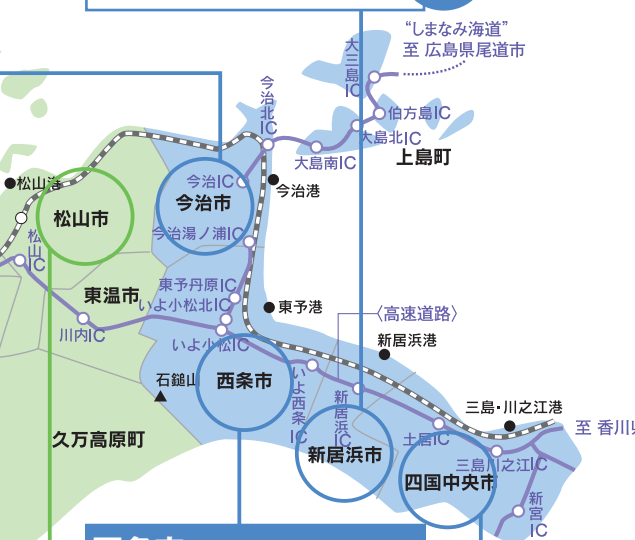 “しまなみ海道”
至 広島県尾道市
大三島IC
伯方島IC
大島北IC
上島町
今治北IC
大島南IC
松山港
今治IC
今治港
松山市
今治市
松山IC
今治湯ノ浦IC
東予丹原IC
東温市
いよ小松北IC
東予港
〈高速道路〉
川内IC
いよ小松IC
新居浜港
石鎚山
西条市
いよ西条IC
新居浜IC
三島・川之江港
至 香川
久万高原町
土居IC
新居浜市
三島川之江IC
四国中央市
新宮IC